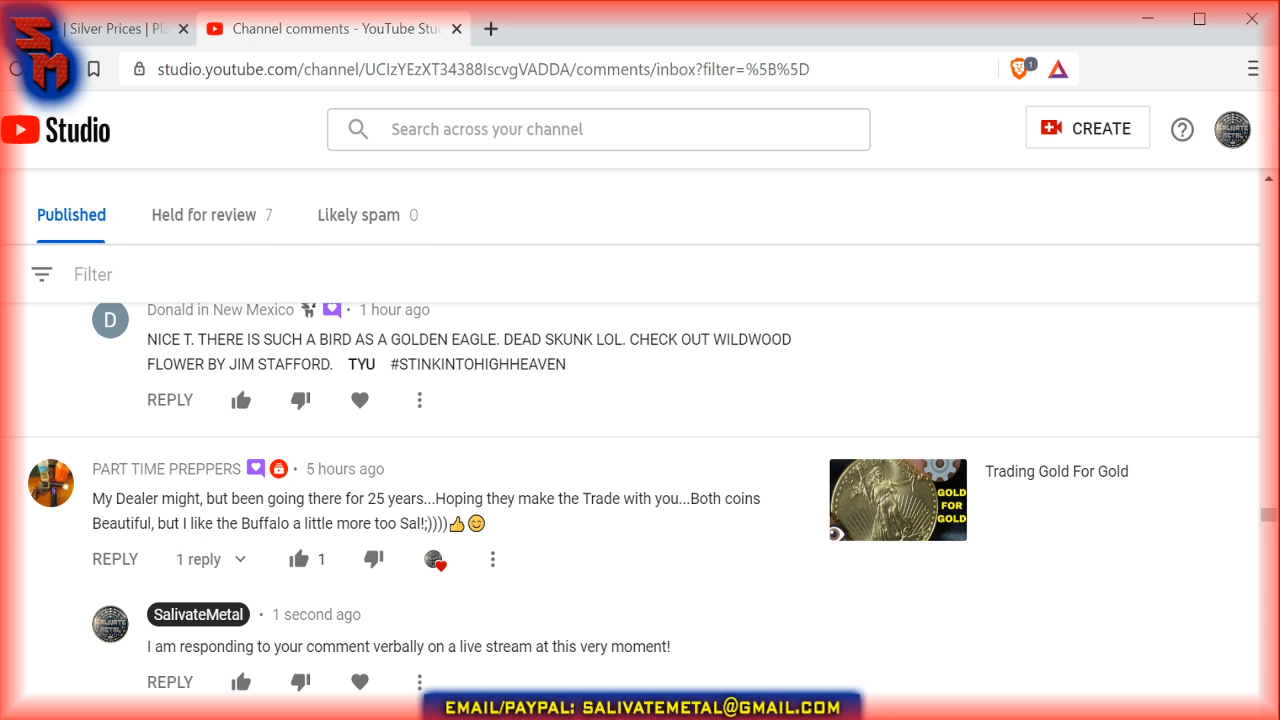 SM
| Silver Prices | Pla
Channel comments - YouTube Stud
studio.youtube.com/channel/UCIzYEzXT34388IscvgVADDA/comments/inbox?filter=%5B%5D
1
Studio
Search across your channel
CREATE
Published
Held for review 7
Likely spam 0
Filter
Donald in New Mexico • 1 hour ago
D
NICE T. THERE IS SUCH A BIRD AS A GOLDEN EAGLE. DEAD SKUNK LOL. CHECK OUT WILDWOOD
FLOWER BY JIM STAFFORD. TYU #STINKINTOHIGHHEAVEN
REPLY
PART TIME PREPPERS • 5 hours ago
My Dealer might, but been going there for 25 years...Hoping they make the Trade with you...Both coins
Beautiful, but I like the Buffalo a little more too Sal!;))))👍😊
REPLY 1 reply 1
GOLD
FOR
GOLD
Trading Gold For Gold
SalivateMetal • 1 second ago
I am responding to your comment verbally on a live stream at this very moment!
REPLY
EMAIL/PAYPAL: SALIVATEMETAL@GMAIL.COM